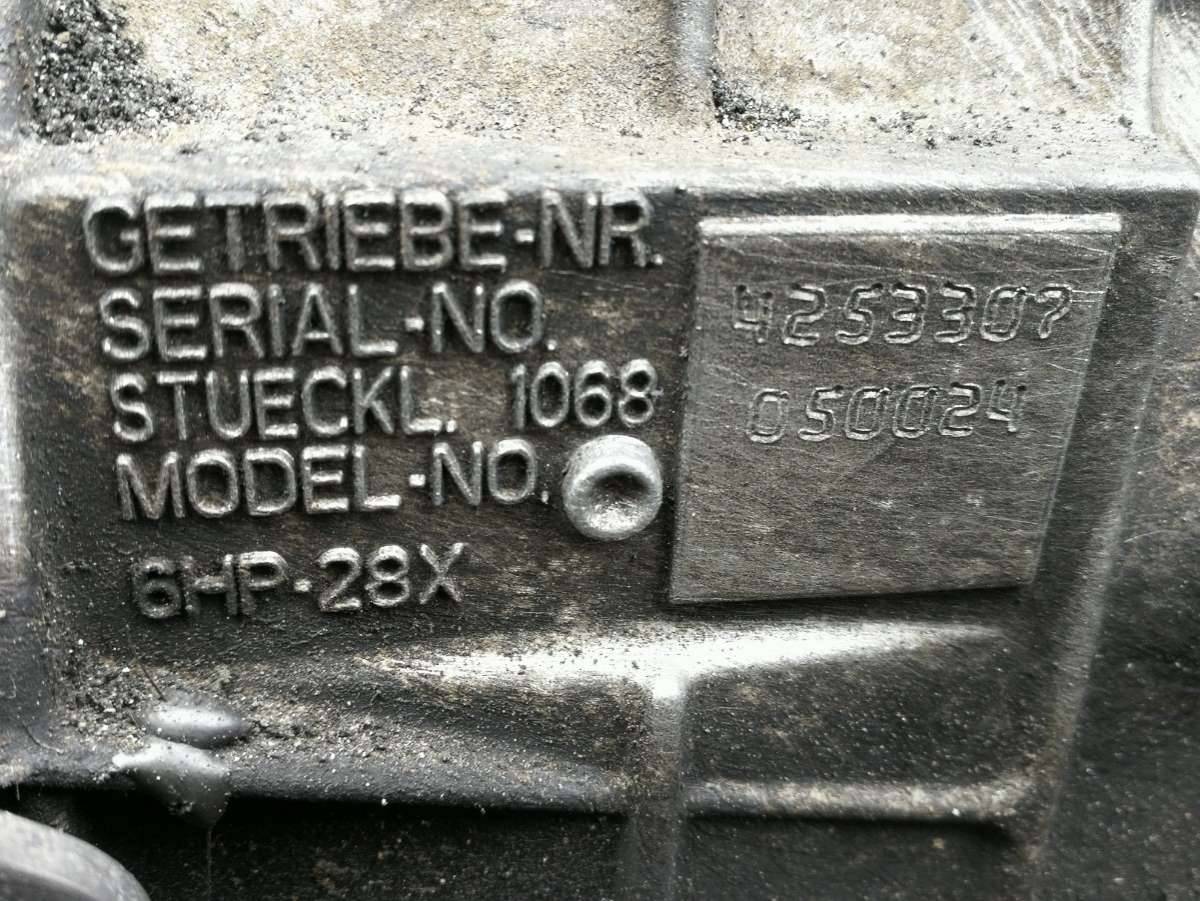 GETRIEBE-NR.
SERIAL-NO. 4253307
STUECKL. 1068 050024
MODEL-NO.
6HP-28X